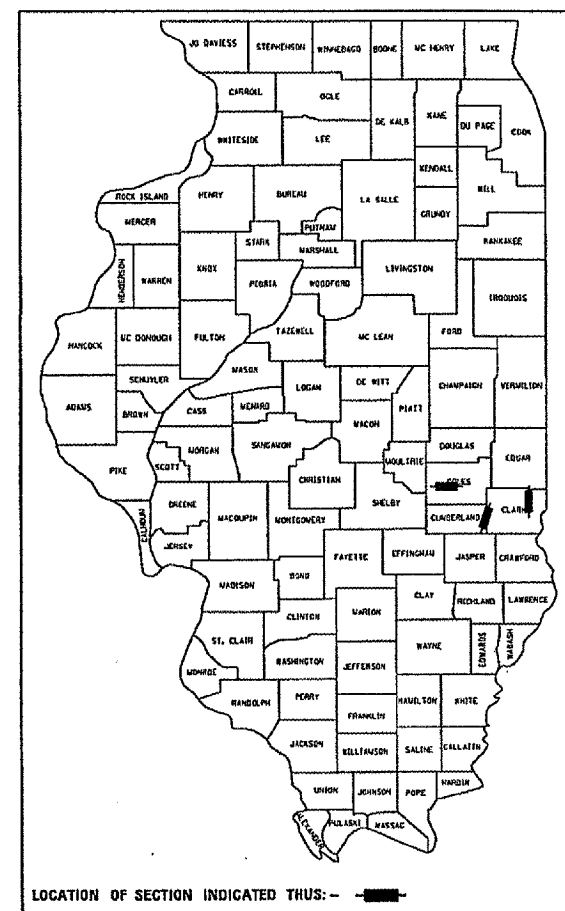 JO DAVIESS STEPHENSON WINNEBAGO BOONE MC HENRY LAKE
CARROLL OGLE DE KALB KANE DU PAGE COOK
WHITESIDE LEE
KENDALL WILL
ROCK ISLAND HENRY BUREAU LA SALLE GRUNDY
MERCER PUTNAM KANKAKEE
STARK MARSHALL
HENDERSON WARREN KNOX PEORIA WOODFORD LIVINGSTON IROQUOIS
HANCOCK MC DONOUGH FULTON TAZEWELL MC LEAN FORD
MASON
SCHUYLER LOGAN DE WITT CHAMPAIGN VERMILION
ADAMS BROWN CASS MENARD MACON PIATT
MORGAN SANGAMON DOUGLAS EDGAR
PIKE SCOTT CHRISTIAN MOULTRIE COLES
GREENE MACOUPIN MONTGOMERY SHELBY CUMBERLAND CLARK
CALHOUN JERSEY FAYETTE EFFINGHAM JASPER CRAWFORD
MADISON BOND CLAY RICHLAND LAWRENCE
CLINTON MARION
ST. CLAIR WAYNE EDWARDS WABASH
WASHINGTON JEFFERSON
MONROE
RANDOLPH PERRY HAMILTON WHITE
FRANKLIN
JACKSON WILLIAMSON SALINE GALLATIN
UNION JOHNSON POPE HARDIN
ALEXANDER PULASKI MASSAC
LOCATION OF SECTION INDICATED THUS: -